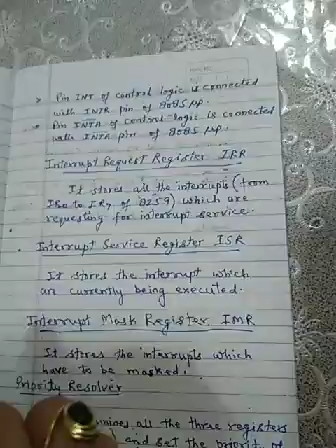 > Pin INT of control logic is connected
with INTR pin of 8085 μp.
→ Pin INTA of control logic is connected
with INTA pin of 8085 μp.
Interrupt Request Register IRR
It stores all the interrupts (from
IR0 to IR7 of 8259) which are
requesting for interrupt service.
Interrupt Service Register ISR
It stores the interrupt which
are currently being executed.
Interrupt Mask Register IMR
It stores the interrupts which
have to be masked.
Priority Resolver
all the three registers
and set the priority of